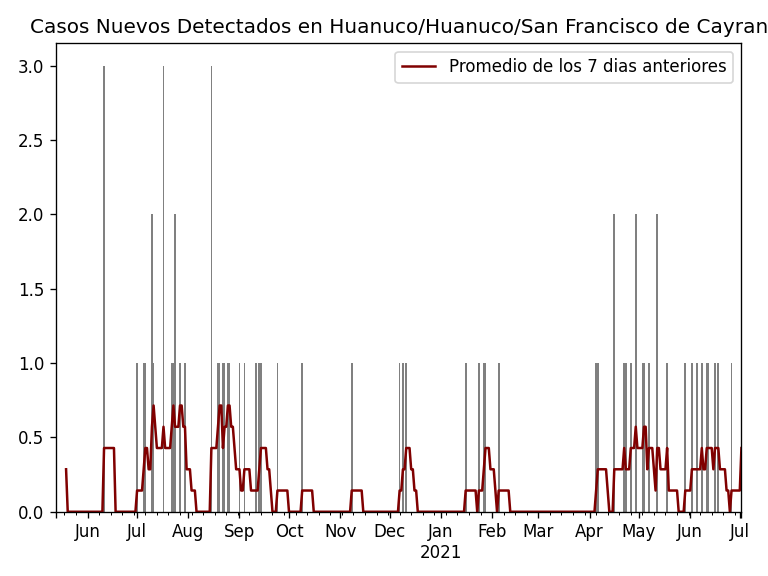 Casos Nuevos Detectados en Huanuco/Huanuco/San Francisco de Cayran
Promedio de los 7 dias anteriores
3.0
2.5
2.0
1.5
1.0
0.5
0.0
Jun Jul Aug Sep Oct Nov Dec Jan Feb Mar Apr May Jun Jul
2021